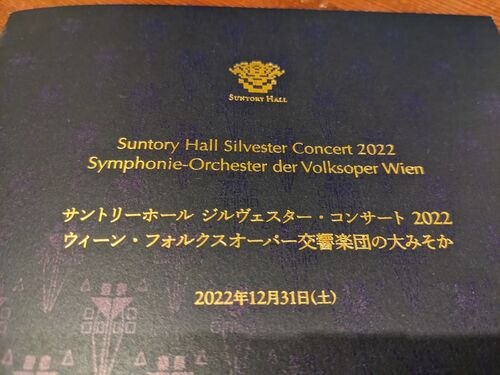 SUNTORY HALL
Suntory Hall Silvester Concert 2022
Symphonie-Orchester der Volksoper Wien
サントリーホール ジルヴェスター・コンサート 2022
ウィーン・フォルクスオーパー交響楽団の大みそか
2022年12月31日(土)